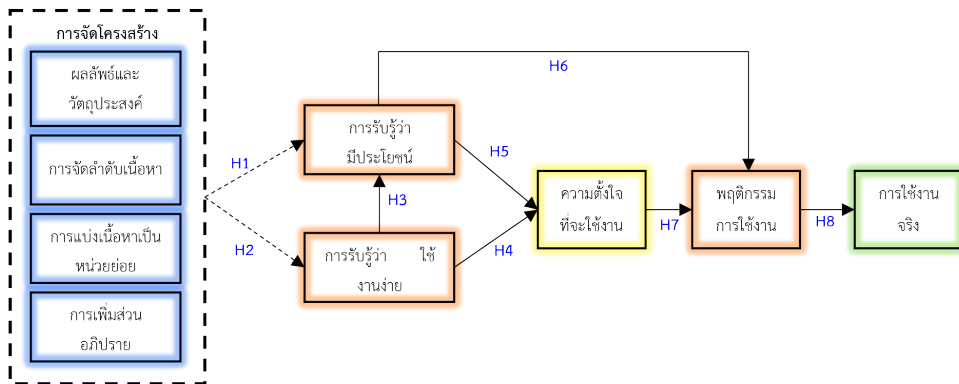 การจัดโครงสร้าง
ผลลัพธ์และ
วัตถุประสงค์
การจัดลำดับเนื้อหา
การแบ่งเนื้อหาเป็น
หน่วยย่อย
การเพิ่มส่วน
อภิปราย
H1
H2
การรับรู้ว่า
มีประโยชน์
H3
การรับรู้ว่า ใช้
งานง่าย
H6
H5
H4
ความตั้งใจ
ที่จะใช้งาน
H7
พฤติกรรม
การใช้งาน
H8
การใช้งาน
จริง